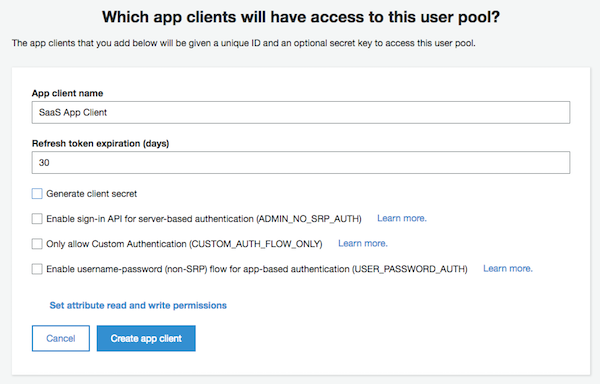 Which app clients will have access to this user pool?
The app clients that you add below will be given a unique ID and an optional secret key to access this user pool.
App client name
SaaS App Client
Refresh token expiration (days)
30
Generate client secret
Enable sign-in API for server-based authentication (ADMIN_NO_SRP_AUTH) Learn more.
Only allow Custom Authentication (CUSTOM_AUTH_FLOW_ONLY) Learn more.
Enable username-password (non-SRP) flow for app-based authentication (USER_PASSWORD_AUTH) Learn more.
Set attribute read and write permissions
Cancel Create app client